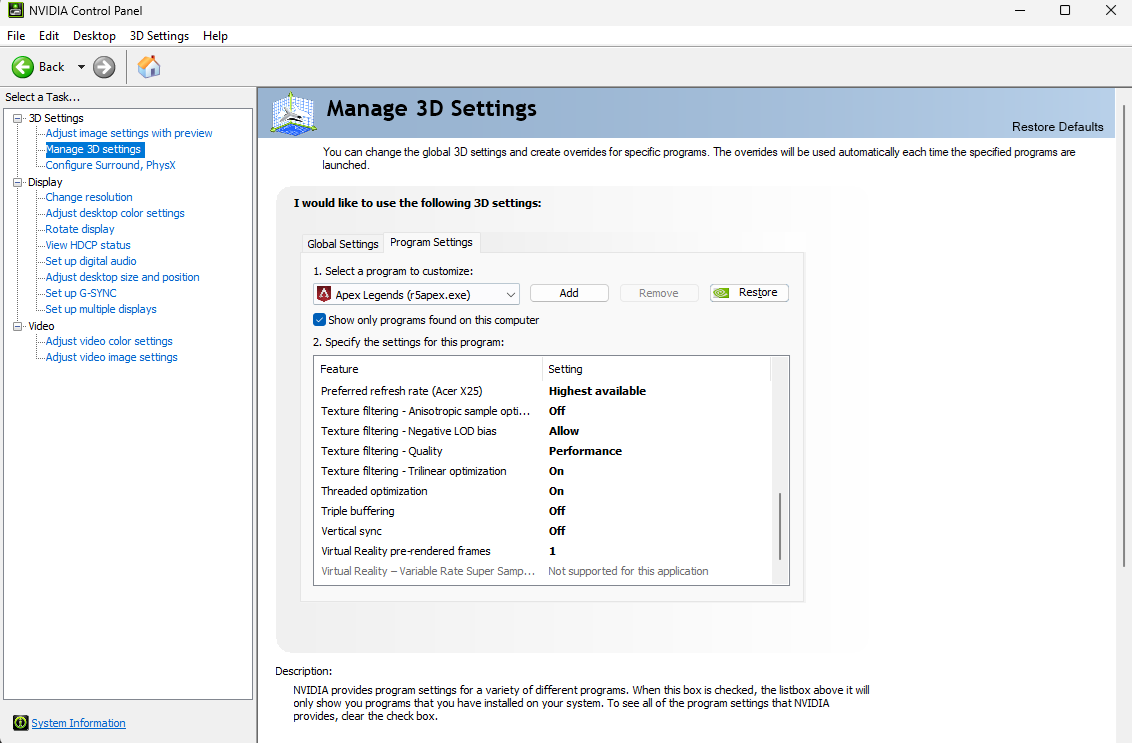 NVIDIA Control Panel
File Edit Desktop 3D Settings Help
Back
Select a Task...
3D Settings
Adjust image settings with preview
Manage 3D settings
Configure Surround, PhysX
Display
Change resolution
Adjust desktop color settings
Rotate display
View HDCP status
Set up digital audio
Adjust desktop size and position
Set up G-SYNC
Set up multiple displays
Video
Adjust video color settings
Adjust video image settings
System Information
Manage 3D Settings
Restore Defaults
You can change the global 3D settings and create overrides for specific programs. The overrides will be used automatically each time the specified programs are
launched.
I would like to use the following 3D settings:
Global Settings Program Settings
1. Select a program to customize:
Apex Legends (r5apex.exe) Add Remove Restore
Show only programs found on this computer
2. Specify the settings for this program:
Feature Setting
Preferred refresh rate (Acer X25) Highest available
Texture filtering - Anisotropic sample opti... Off
Texture filtering - Negative LOD bias Allow
Texture filtering - Quality Performance
Texture filtering - Trilinear optimization On
Threaded optimization On
Triple buffering Off
Vertical sync Off
Virtual Reality pre-rendered frames 1
Virtual Reality – Variable Rate Super Samp... Not supported for this application
Description:
NVIDIA provides program settings for a variety of different programs. When this box is checked, the listbox above it will
only show you programs that you have installed on your system. To see all of the program settings that NVIDIA
provides, clear the check box.